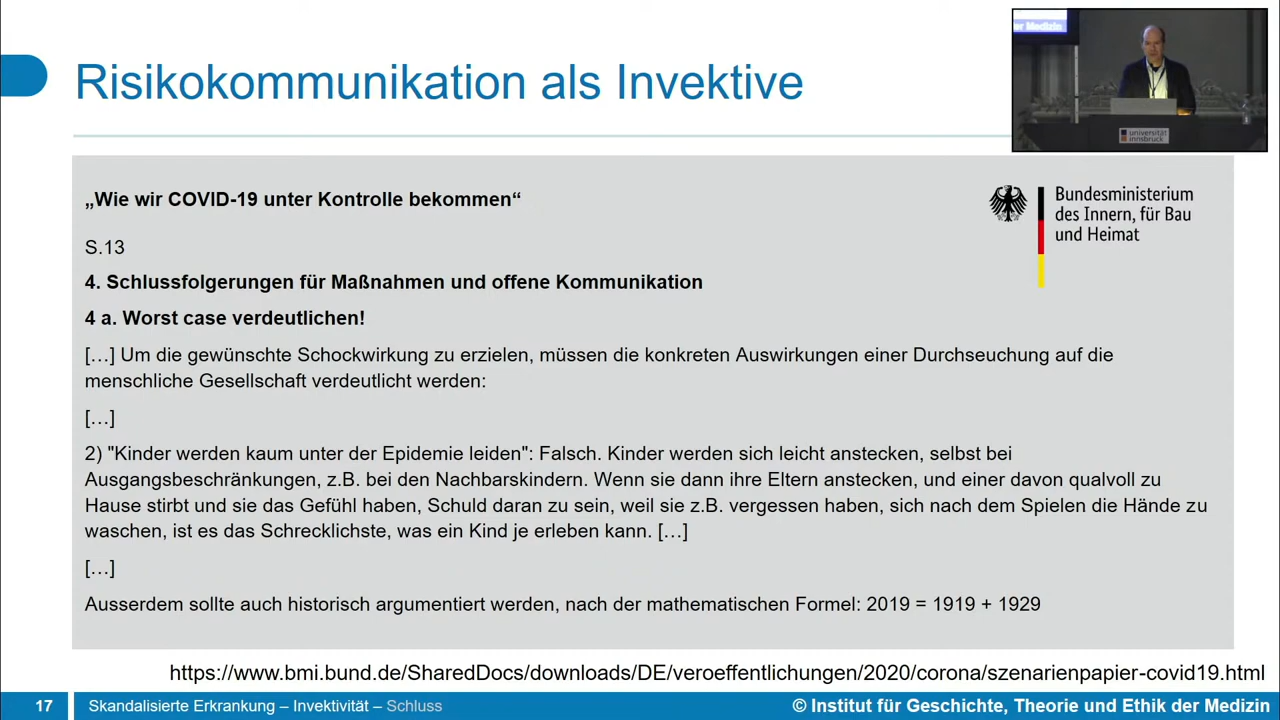 er Medizin
Risikokommunikation als Invektive
universität
innsbruck
„Wie wir COVID-19 unter Kontrolle bekommen“
Bundesministerium
des Innern, für Bau
und Heimat
S.13
4. Schlussfolgerungen für Maßnahmen und offene Kommunikation
4 a. Worst case verdeutlichen!
[…] Um die gewünschte Schockwirkung zu erzielen, müssen die konkreten Auswirkungen einer Durchseuchung auf die
menschliche Gesellschaft verdeutlicht werden:
[…]
2) "Kinder werden kaum unter der Epidemie leiden": Falsch. Kinder werden sich leicht anstecken, selbst bei
Ausgangsbeschränkungen, z.B. bei den Nachbarskindern. Wenn sie dann ihre Eltern anstecken, und einer davon qualvoll zu
Hause stirbt und sie das Gefühl haben, Schuld daran zu sein, weil sie z.B. vergessen haben, sich nach dem Spielen die Hände zu
waschen, ist es das Schrecklichste, was ein Kind je erleben kann. […]
[…]
Ausserdem sollte auch historisch argumentiert werden, nach der mathematischen Formel: 2019 = 1919 + 1929
https://www.bmi.bund.de/SharedDocs/downloads/DE/veroeffentlichungen/2020/corona/szenarienpapier-covid19.html
17 Skandalisierte Erkrankung – Invektivität – Schluss © Institut für Geschichte, Theorie und Ethik der Medizin